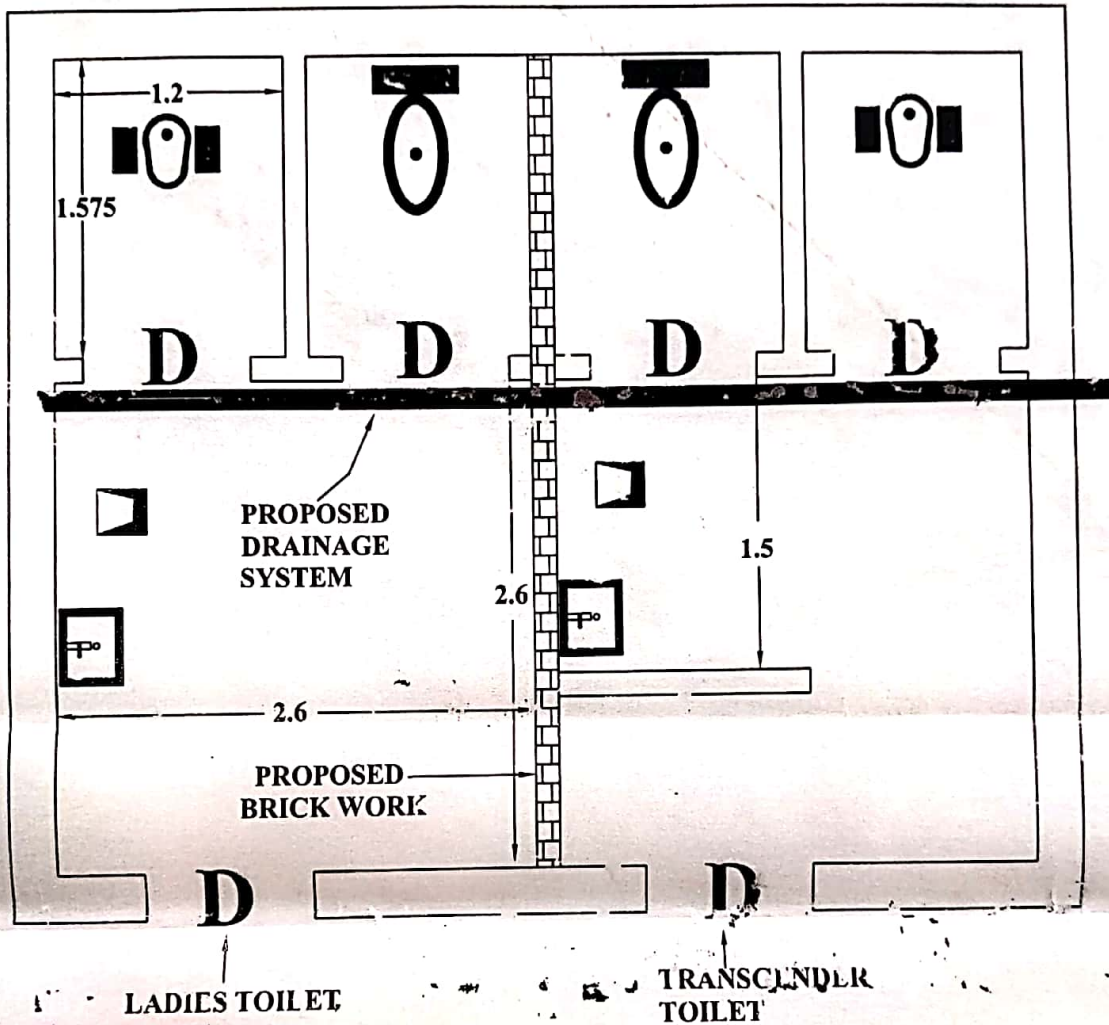 1.2
1.575
D
D
D
D
PROPOSED
DRAINAGE
SYSTEM
1.5
2.6
2.6
PROPOSED
BRICK WORK
D
D
LADIES TOILET
TRANSGENDER
TOILET